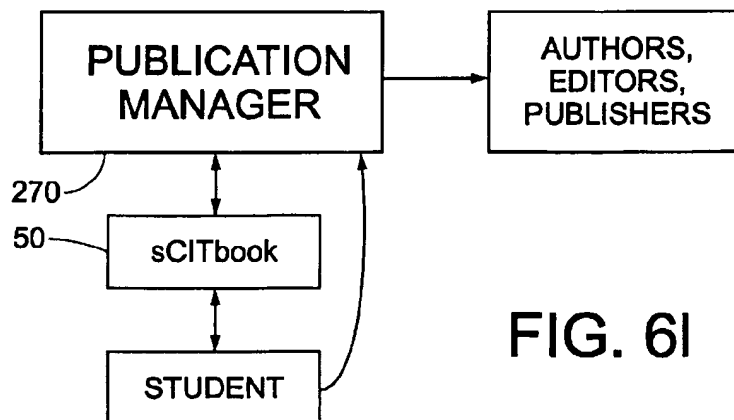 PUBLICATION
MANAGER
AUTHORS,
EDITORS,
PUBLISHERS
270
50
sCITbook
STUDENT
FIG. 6I